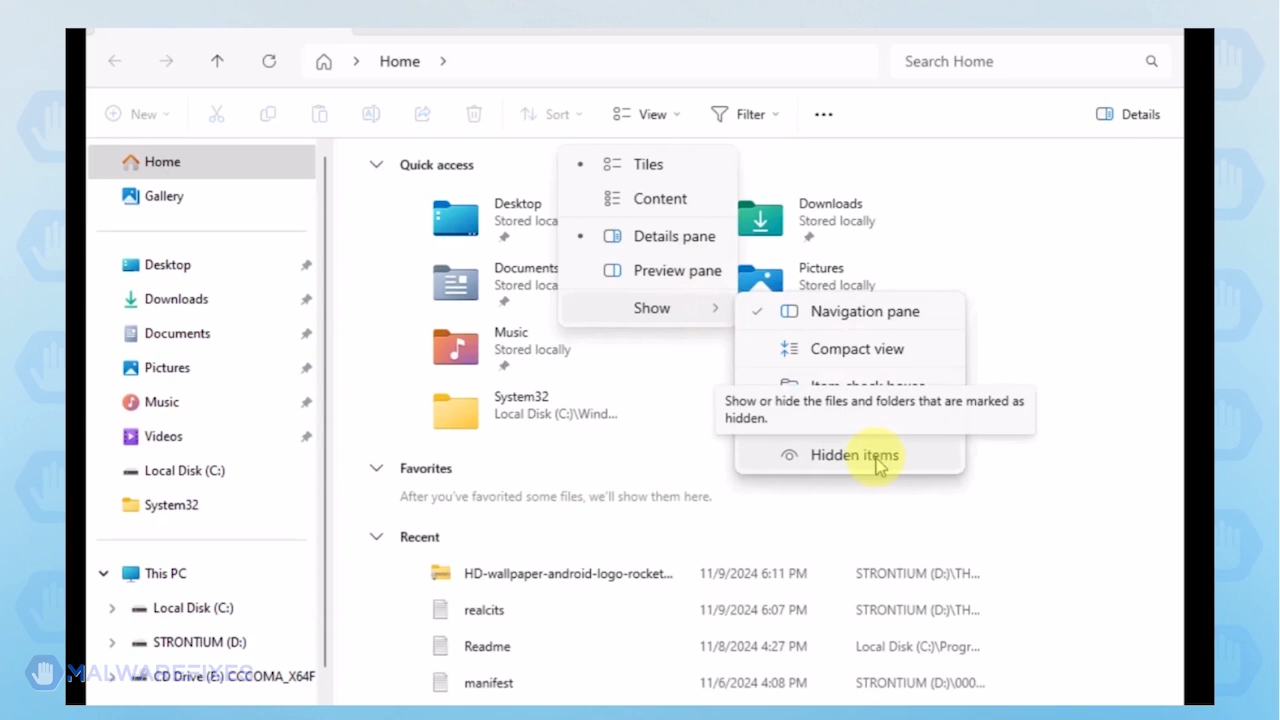 Home
Search Home
New
Sort
View
Filter
Details
Home
Gallery
Desktop
Downloads
Documents
Pictures
Music
Videos
Local Disk (C:)
System32
This PC
Local Disk (C:)
STRONTIUM (D:)
CD Drive (E:) CCCOMA_X64F
MALWAREFIXES
Quick access
Desktop
Stored loca
Documents
Stored loca
Music
Stored locally
System32
Local Disk (C:)\Wind...
Downloads
Stored locally
Pictures
Stored locally
Tiles
Content
Details pane
Preview pane
Show
Navigation pane
Compact view
Item check boxes
Show or hide the files and folders that are marked as
hidden.
Hidden items
Favorites
After you've favorited some files, we'll show them here.
Recent
HD-wallpaper-android-logo-rocket... 11/9/2024 6:11 PM STRONTIUM (D:)\TH...
realcits 11/9/2024 6:07 PM STRONTIUM (D:)\TH...
Readme 11/8/2024 4:27 PM Local Disk (C:)\Progr...
manifest 11/6/2024 4:08 PM STRONTIUM (D:)\000...